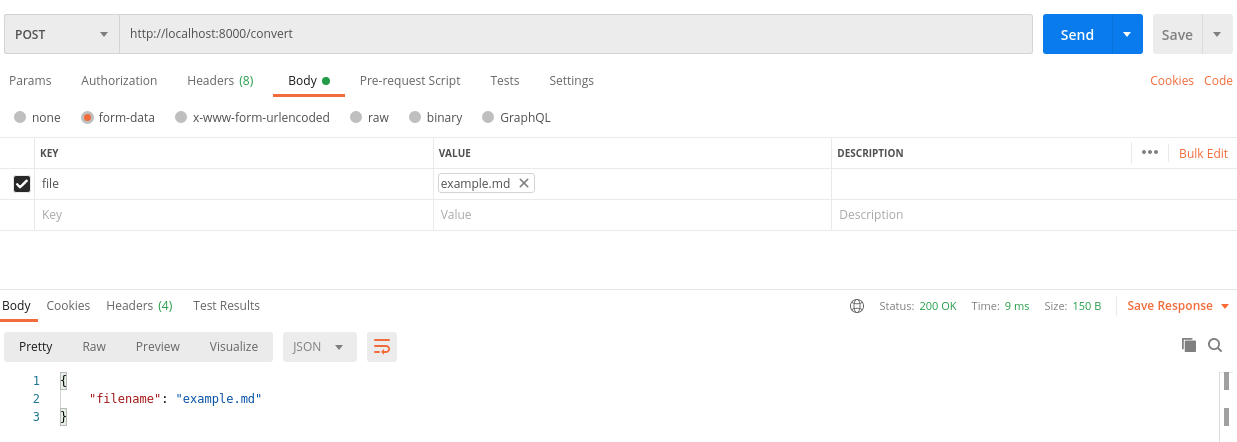 POST http://localhost:8000/convert Send Save
Params Authorization Headers (8) Body Pre-request Script Tests Settings Cookies Code
none form-data x-www-form-urlencoded raw binary GraphQL
KEY VALUE DESCRIPTION Bulk Edit
file example.md
Key Value Description
Body Cookies Headers (4) Test Results Status: 200 OK Time: 9 ms Size: 150 B Save Response
Pretty Raw Preview Visualize JSON
1 {
2 "filename": "example.md"
3 }